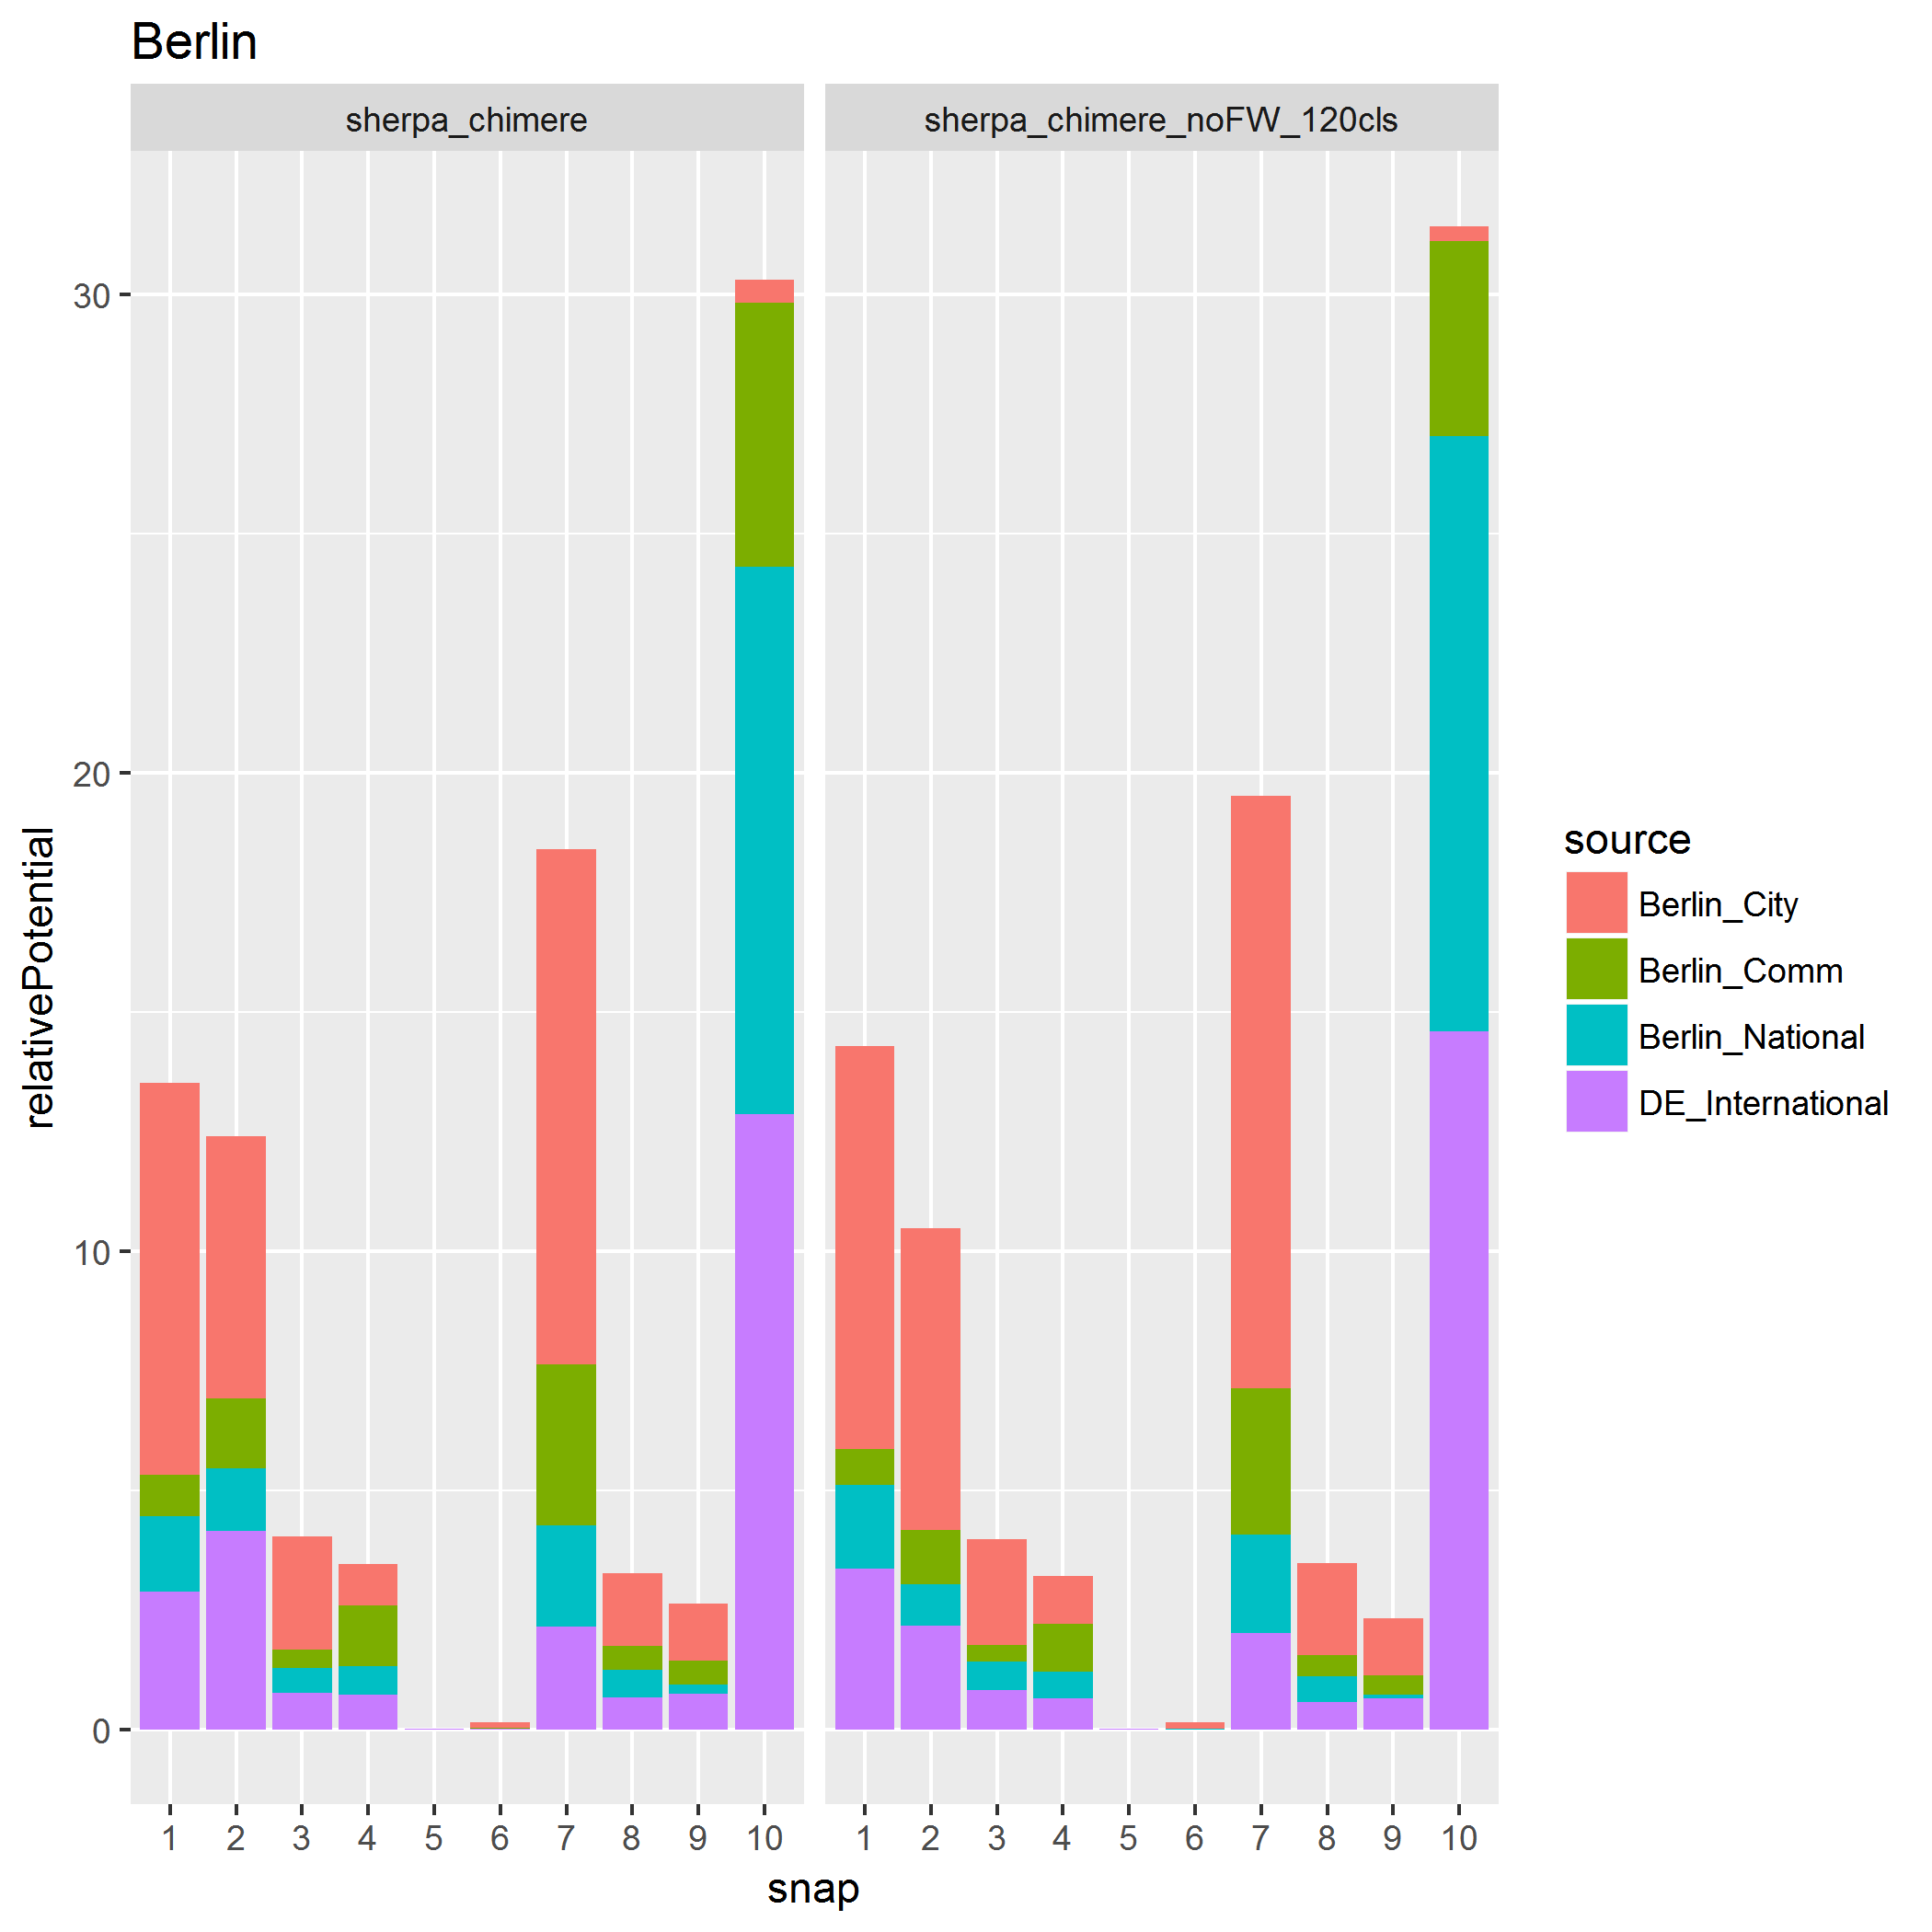 Berlin
sherpa_chimere
sherpa_chimere_noFW_120cls
30
20
10
0
relativePotential
1 2 3 4 5 6 7 8 9 10
1 2 3 4 5 6 7 8 9 10
snap
source
Berlin_City
Berlin_Comm
Berlin_National
DE_International